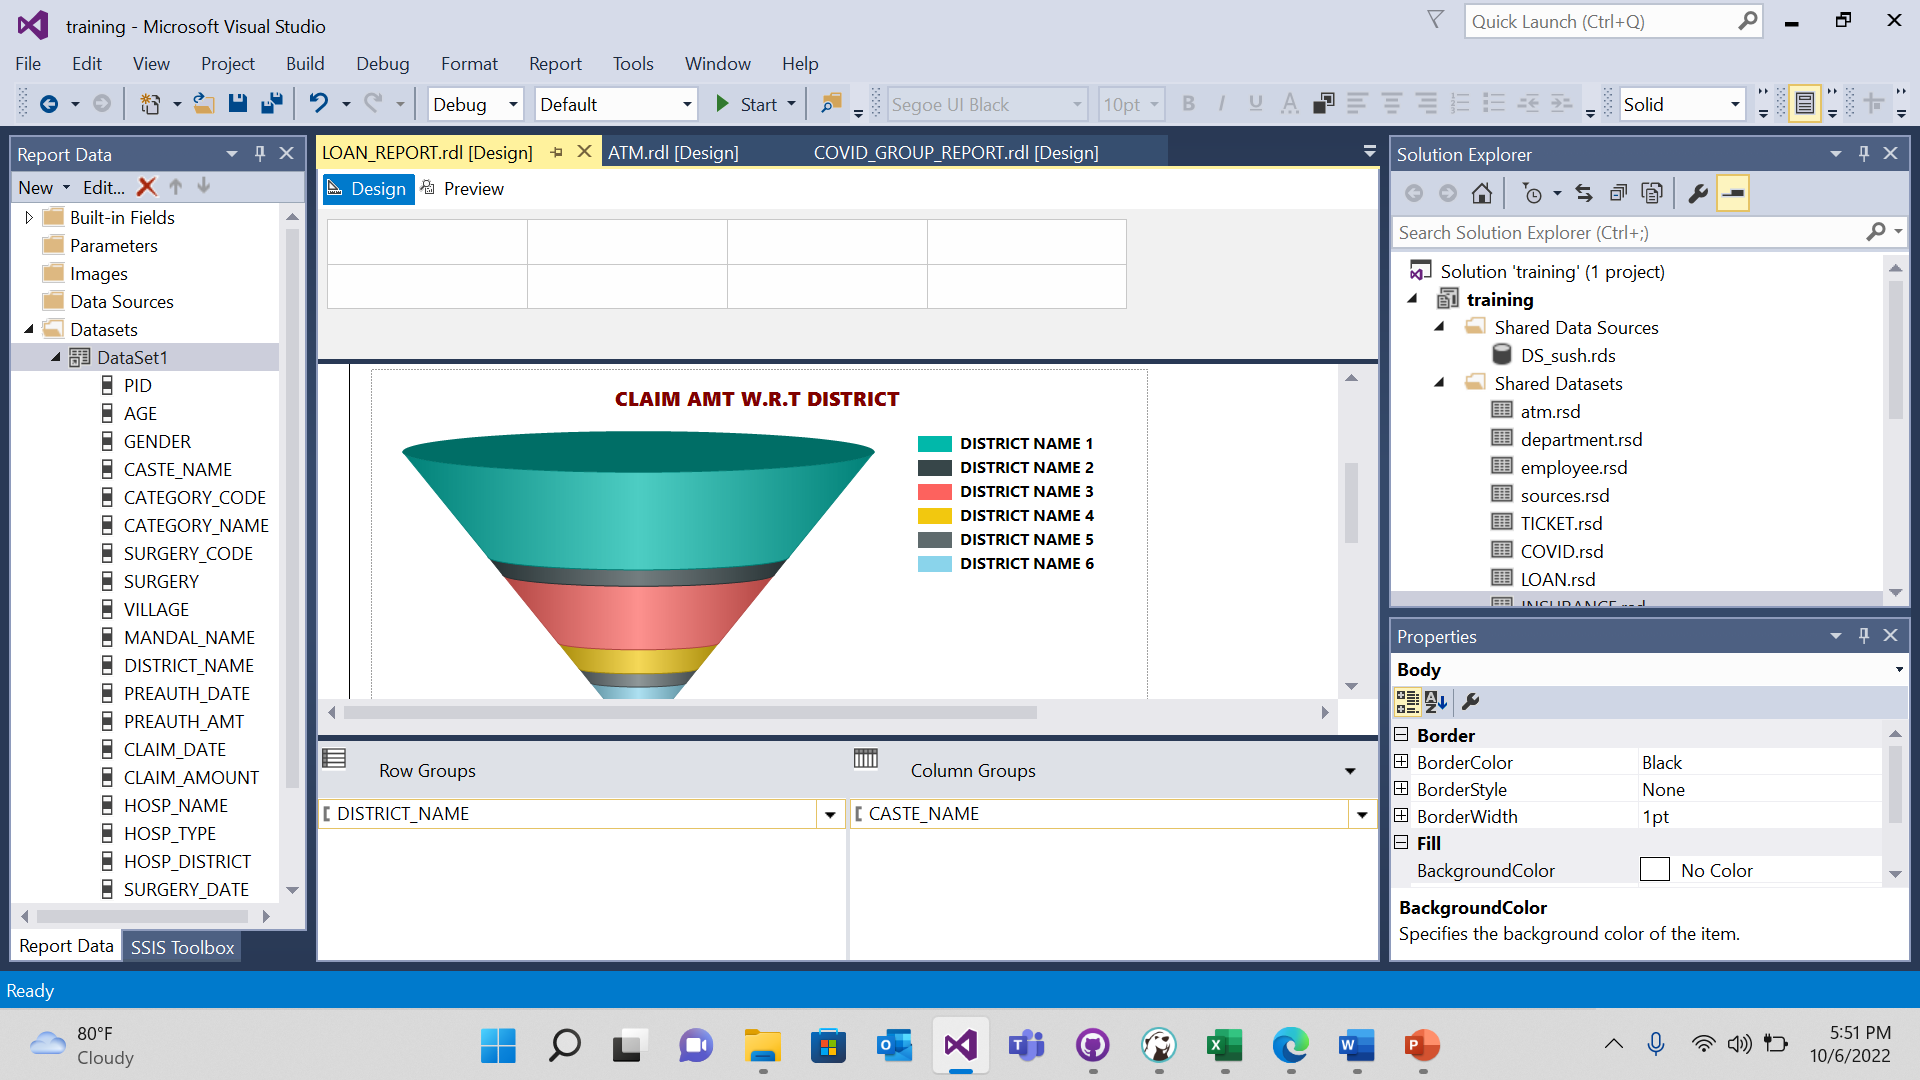 training - Microsoft Visual Studio
Quick Launch (Ctrl+Q)
File Edit View Project Build Debug Format Report Tools Window Help
Debug Default Start Segoe UI Black 10pt B I U A Solid
Report Data
New Edit...
Built-in Fields
Parameters
Images
Data Sources
Datasets
DataSet1
PID
AGE
GENDER
CASTE_NAME
CATEGORY_CODE
CATEGORY_NAME
SURGERY_CODE
SURGERY
VILLAGE
MANDAL_NAME
DISTRICT_NAME
PREAUTH_DATE
PREAUTH_AMT
CLAIM_DATE
CLAIM_AMOUNT
HOSP_NAME
HOSP_TYPE
HOSP_DISTRICT
SURGERY_DATE
Report Data SSIS Toolbox
LOAN_REPORT.rdl [Design] ATM.rdl [Design] COVID_GROUP_REPORT.rdl [Design]
Design Preview
CLAIM AMT W.R.T DISTRICT
DISTRICT NAME 1
DISTRICT NAME 2
DISTRICT NAME 3
DISTRICT NAME 4
DISTRICT NAME 5
DISTRICT NAME 6
Row Groups Column Groups
DISTRICT_NAME CASTE_NAME
Solution Explorer
Search Solution Explorer (Ctrl+;)
Solution 'training' (1 project)
training
Shared Data Sources
DS_sush.rds
Shared Datasets
atm.rsd
department.rsd
employee.rsd
sources.rsd
TICKET.rsd
COVID.rsd
LOAN.rsd
INSURANCE.rsd
Properties
Body
Border
BorderColor Black
BorderStyle None
BorderWidth 1pt
Fill
BackgroundColor No Color
BackgroundColor
Specifies the background color of the item.
Ready
80°F
Cloudy
5:51 PM
10/6/2022